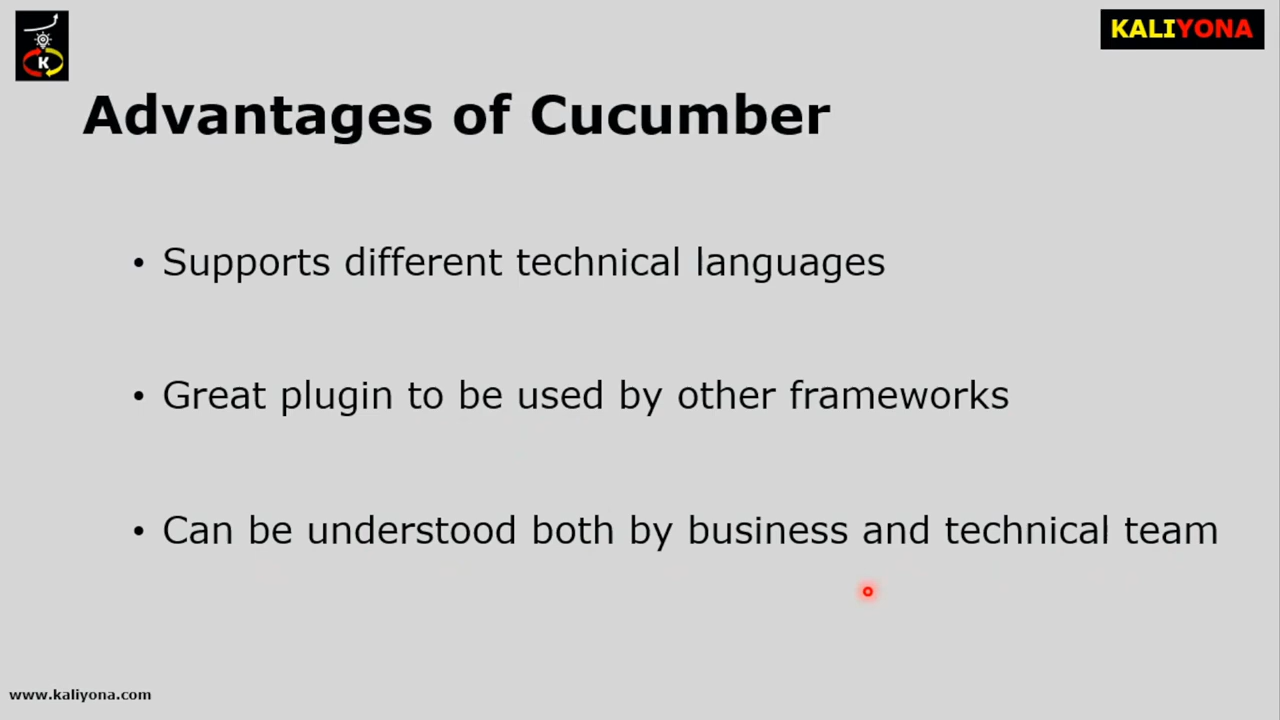 K
KALIYONA
Advantages of Cucumber
• Supports different technical languages
• Great plugin to be used by other frameworks
• Can be understood both by business and technical team
www.kaliyona.com